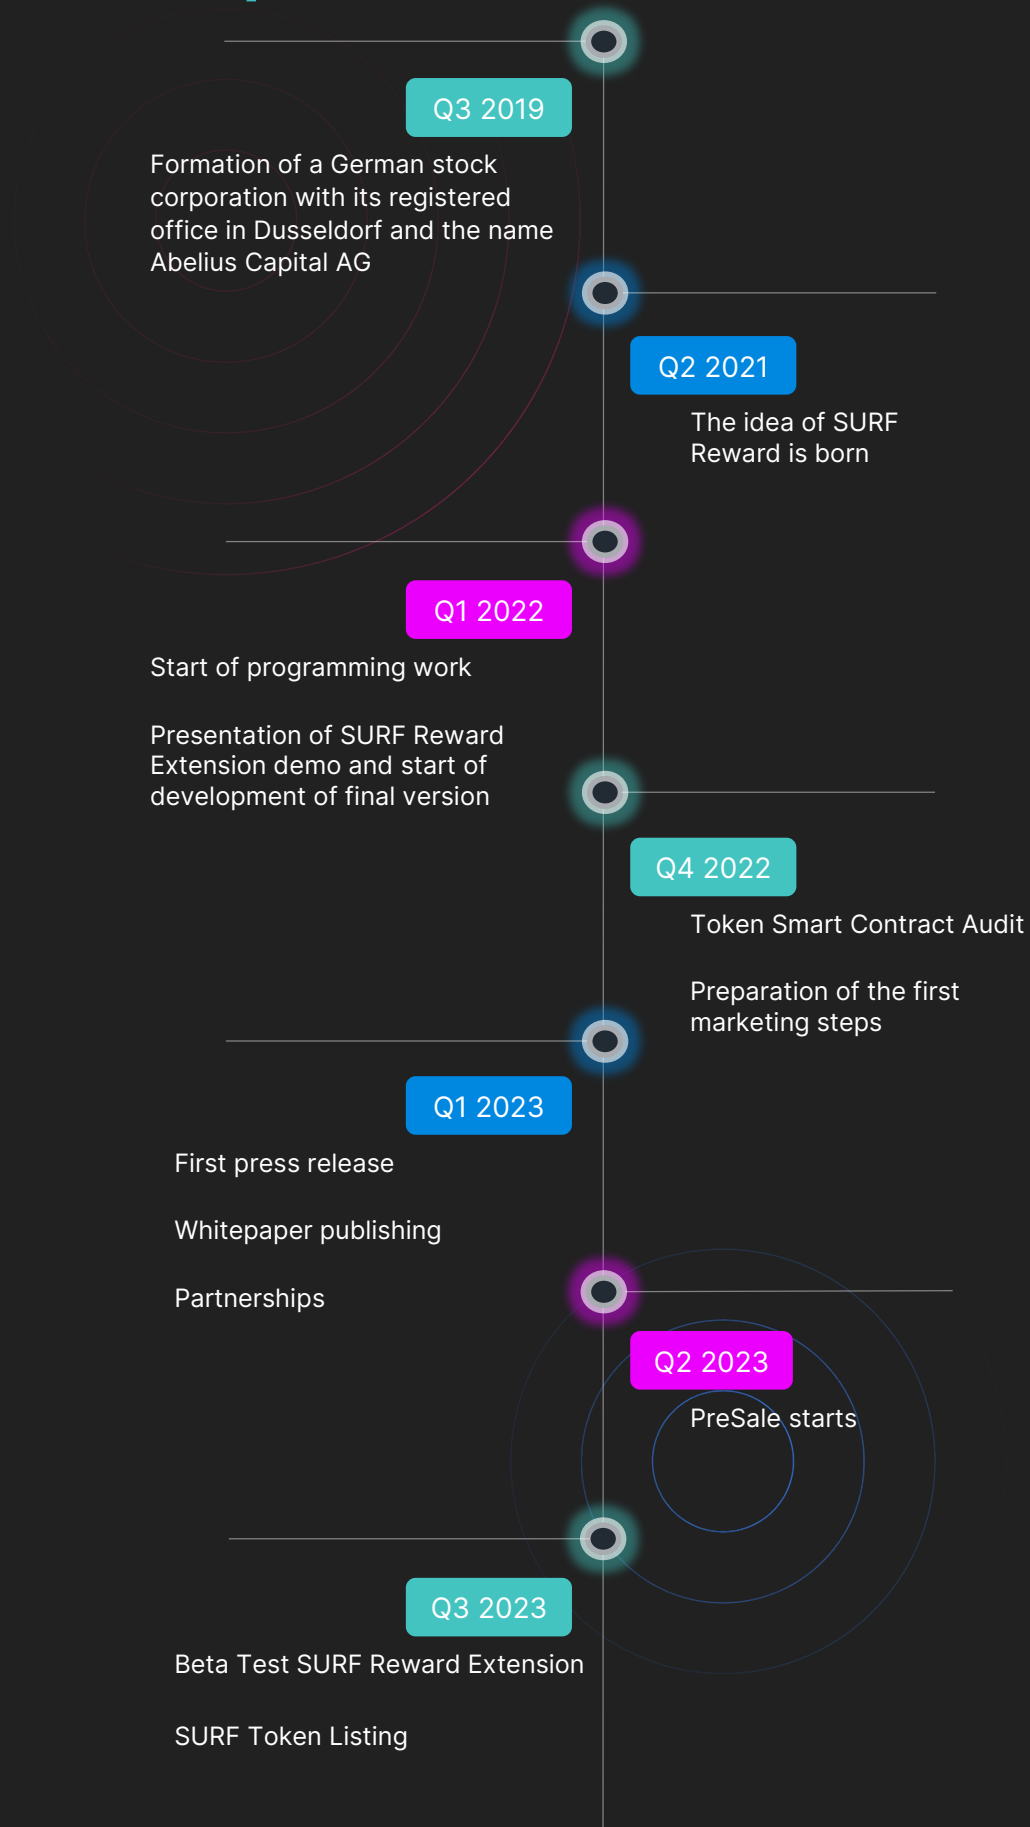 Q3 2019
Formation of a German stock
corporation with its registered
office in Dusseldorf and the name
Abelius Capital AG
Q2 2021
The idea of SURF
Reward is born
Q1 2022
Start of programming work
Presentation of SURF Reward
Extension demo and start of
development of final version
Q4 2022
Token Smart Contract Audit
Preparation of the first
marketing steps
Q1 2023
First press release
Whitepaper publishing
Partnerships
Q2 2023
PreSale starts
Q3 2023
Beta Test SURF Reward Extension
SURF Token Listing